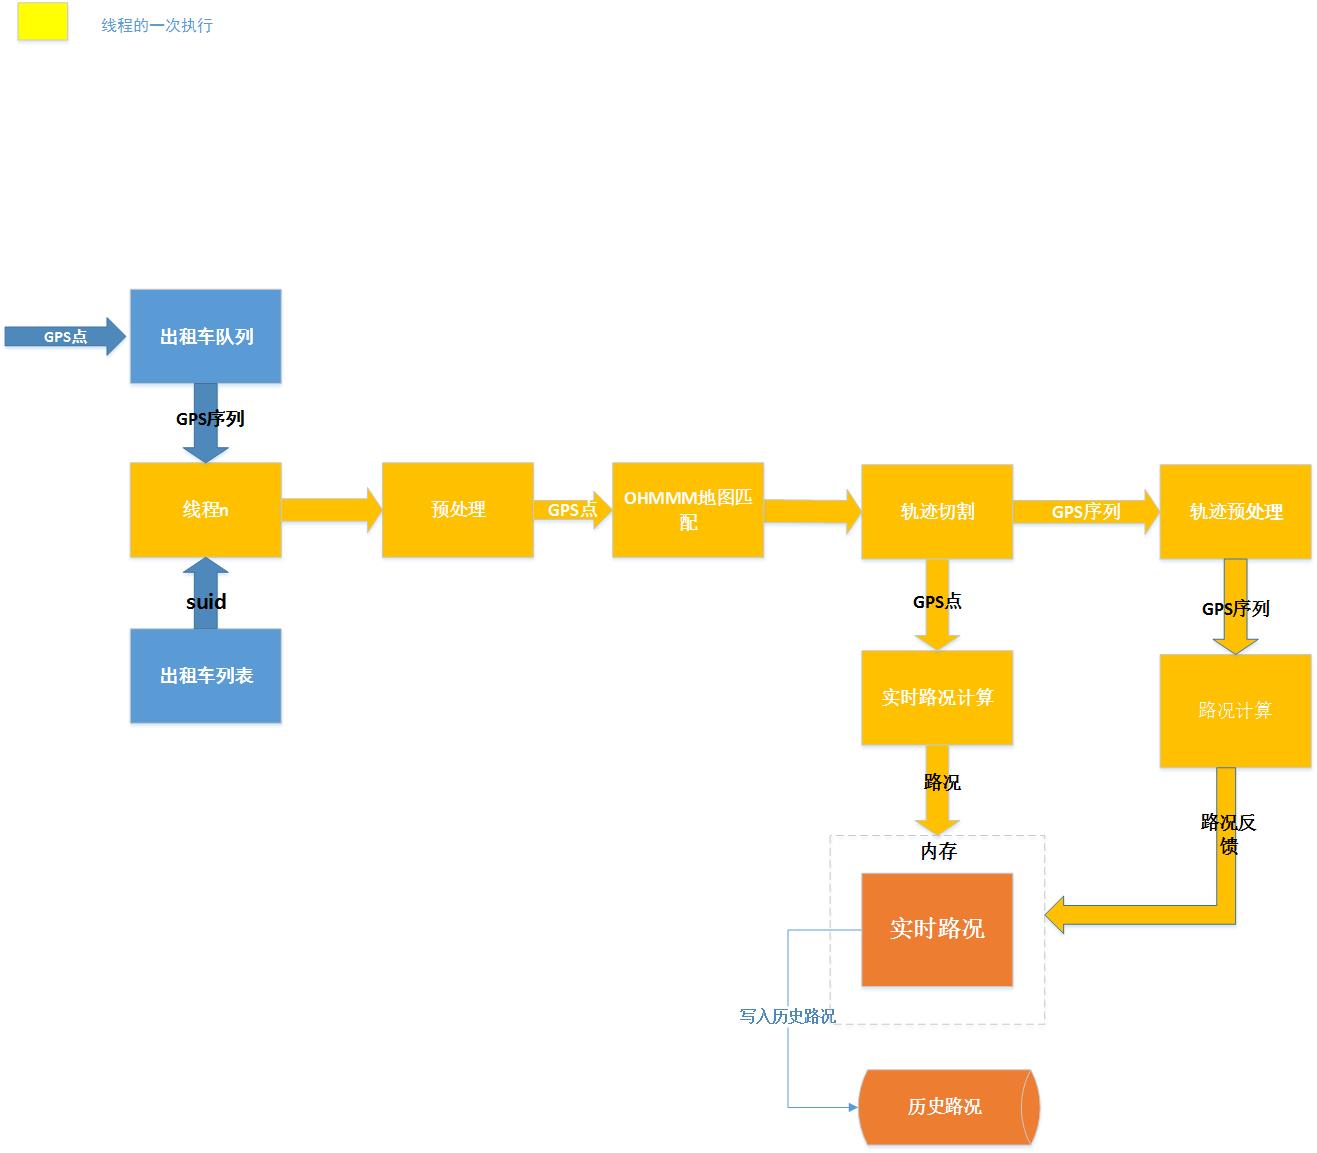 线程的一次执行
GPS点
出租车队列
GPS序列
线程n
预处理
GPS点
OHMMM地图匹
配
轨迹切割
GPS序列
轨迹预处理
suid
出租车列表
GPS点
GPS序列
实时路况计算
路况计算
路况
路况反
馈
内存
实时路况
写入历史路况
历史路况